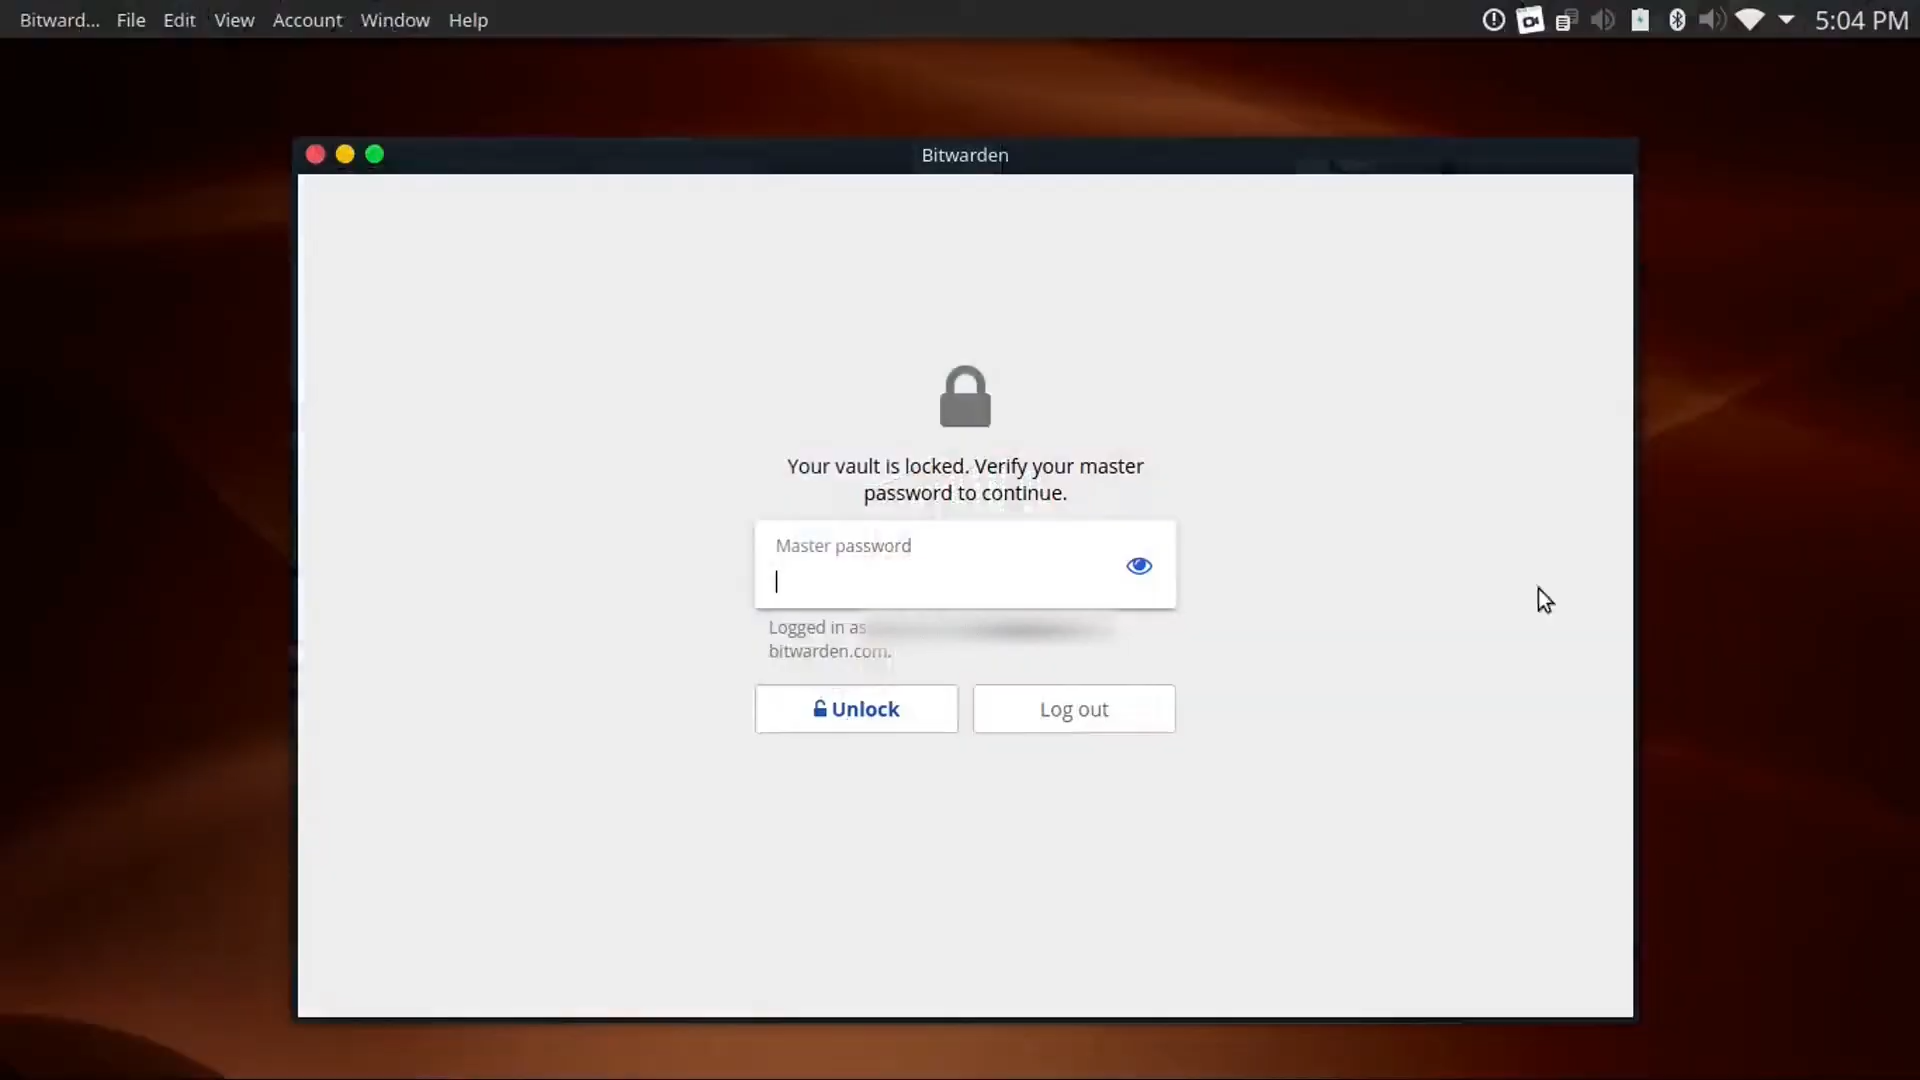 Bitward... File Edit View Account Window Help 5:04 PM
Bitwarden
Your vault is locked. Verify your master
password to continue.
Master password
Logged in as
bitwarden.com.
Unlock Log out